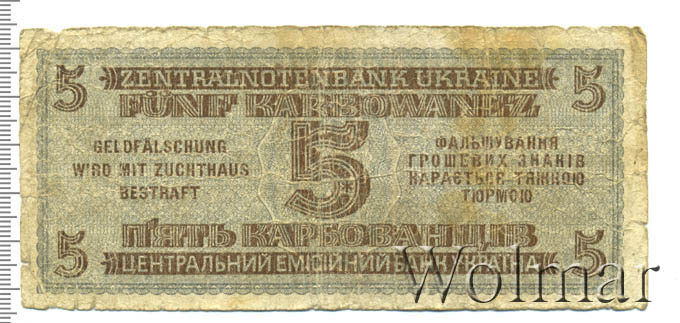 5 ZENTRALNOTENBANK UKRAINE 5
FÜNF KARBOWANEZ
GELDFÄLSCHUNG
WIRD MIT ZUCHTHAUS
BESTRAFT
5
ФАЛЬШУВАННЯ
ГРОШЕВИХ ЗНАКІВ
КАРАЄТЬСЯ ТЯЖКОЮ
ТЮРМОЮ
П'ЯТЬ КАРБОВАНЦІВ
5 ЦЕНТРАЛЬНИЙ ЕМІСІЙНИЙ БАНК УКРАЇНА 5
Wolmar